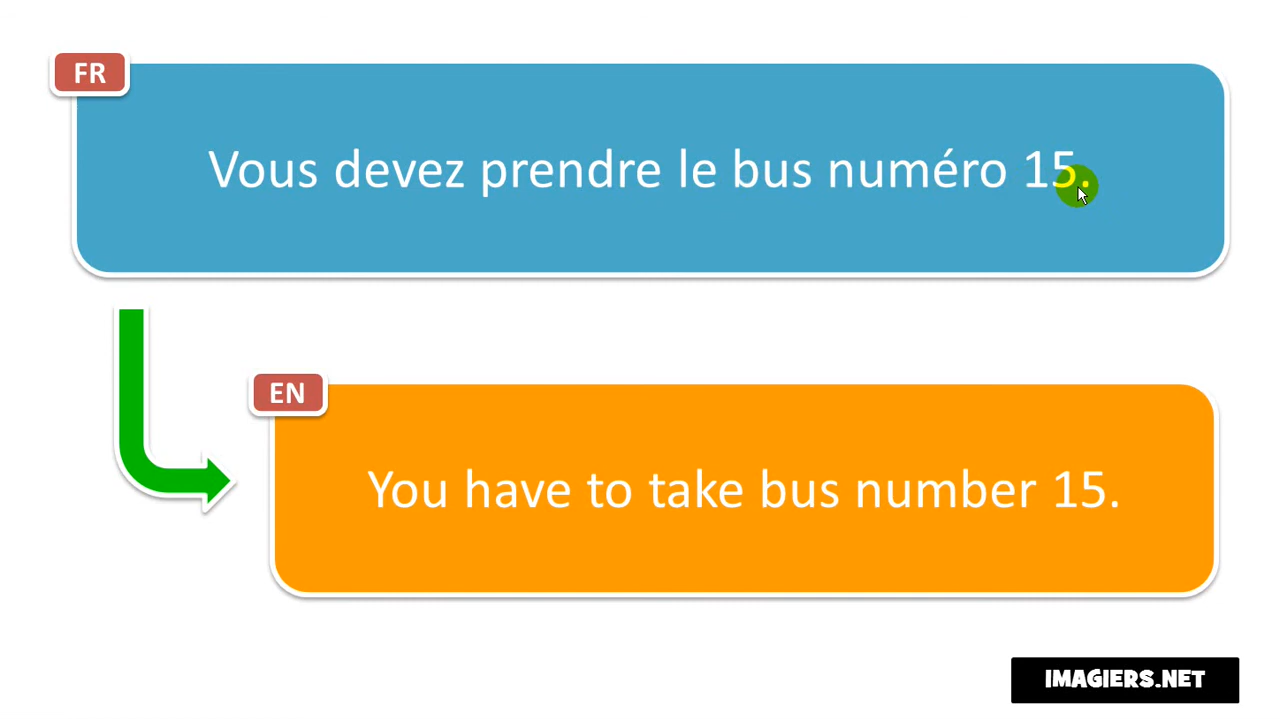 FR
Vous devez prendre le bus numéro 15.
EN
You have to take bus number 15.
IMAGIERS.NET